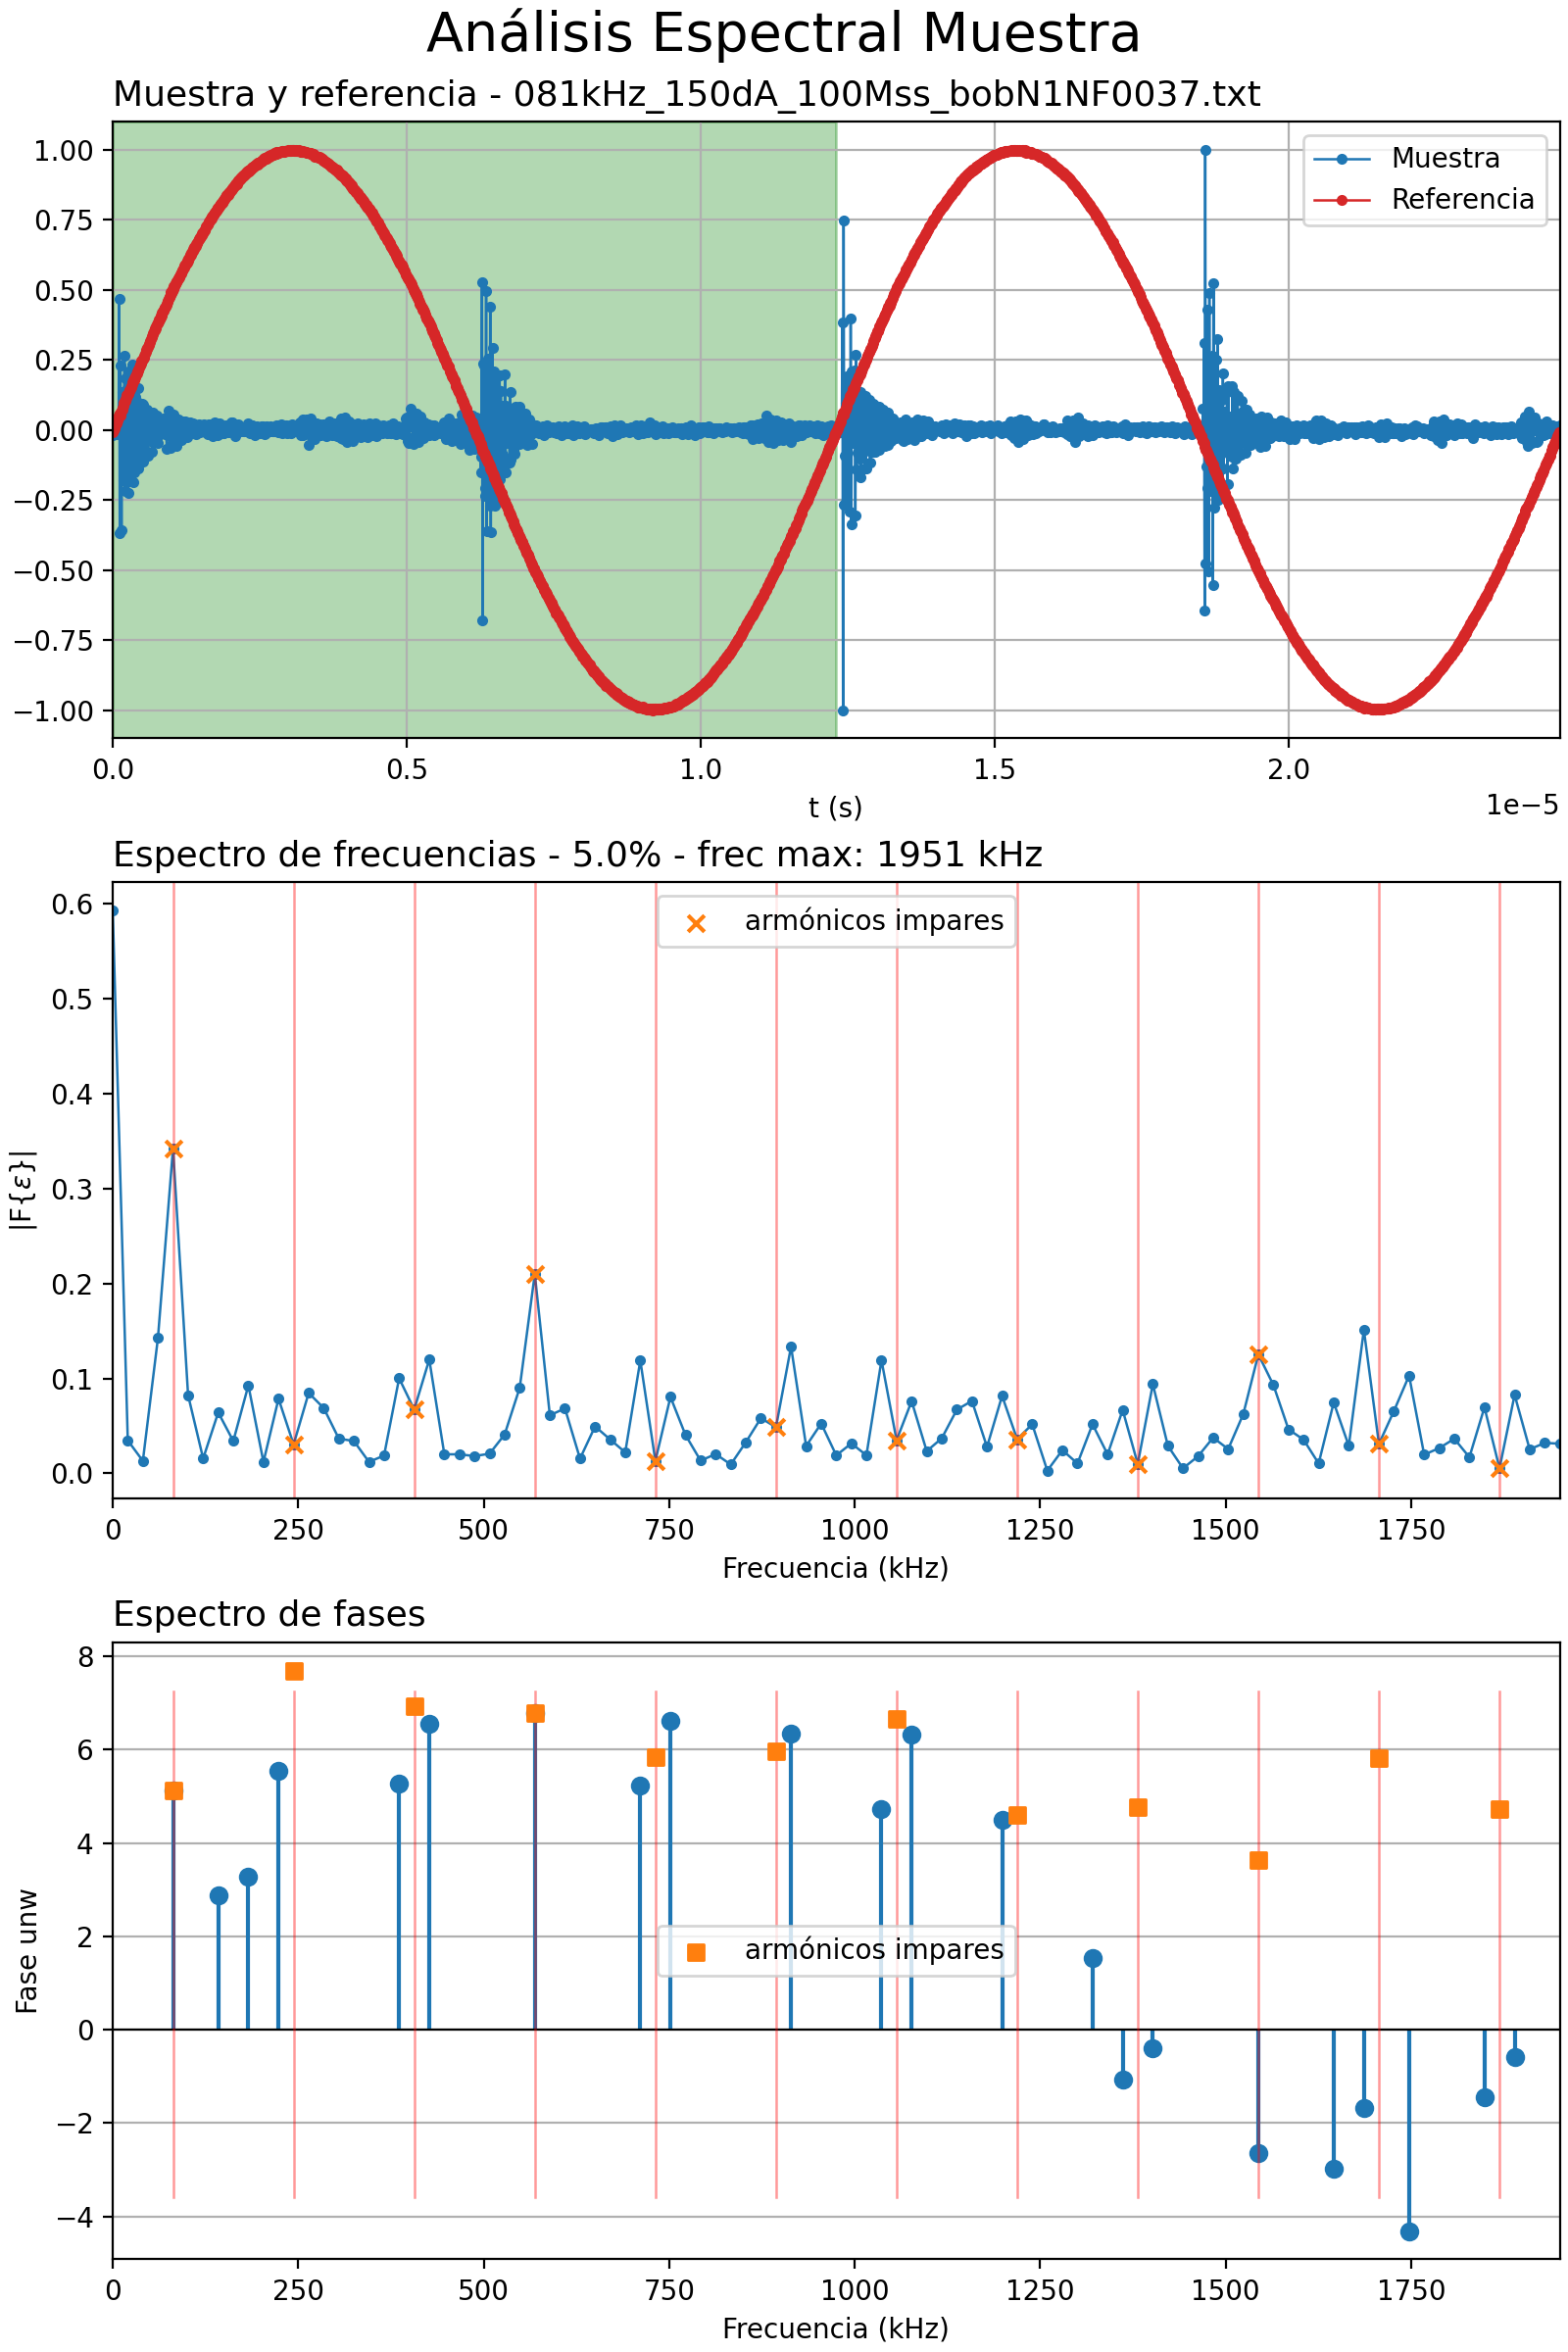 Análisis Espectral Muestra
Muestra y referencia - 081kHz_150dA_100Mss_bobN1NF0037.txt
1.00
0.75
0.50
0.25
0.00
−0.25
−0.50
−0.75
−1.00
Muestra
Referencia
0.0 0.5 1.0 1.5 2.0
t (s)
1e−5
Espectro de frecuencias - 5.0% - frec max: 1951 kHz
0.6
0.5
0.4
0.3
0.2
0.1
0.0
|F{ε}|
armónicos impares
0 250 500 750 1000 1250 1500 1750
Frecuencia (kHz)
Espectro de fases
8
6
4
2
0
−2
−4
Fase unw
armónicos impares
0 250 500 750 1000 1250 1500 1750
Frecuencia (kHz)